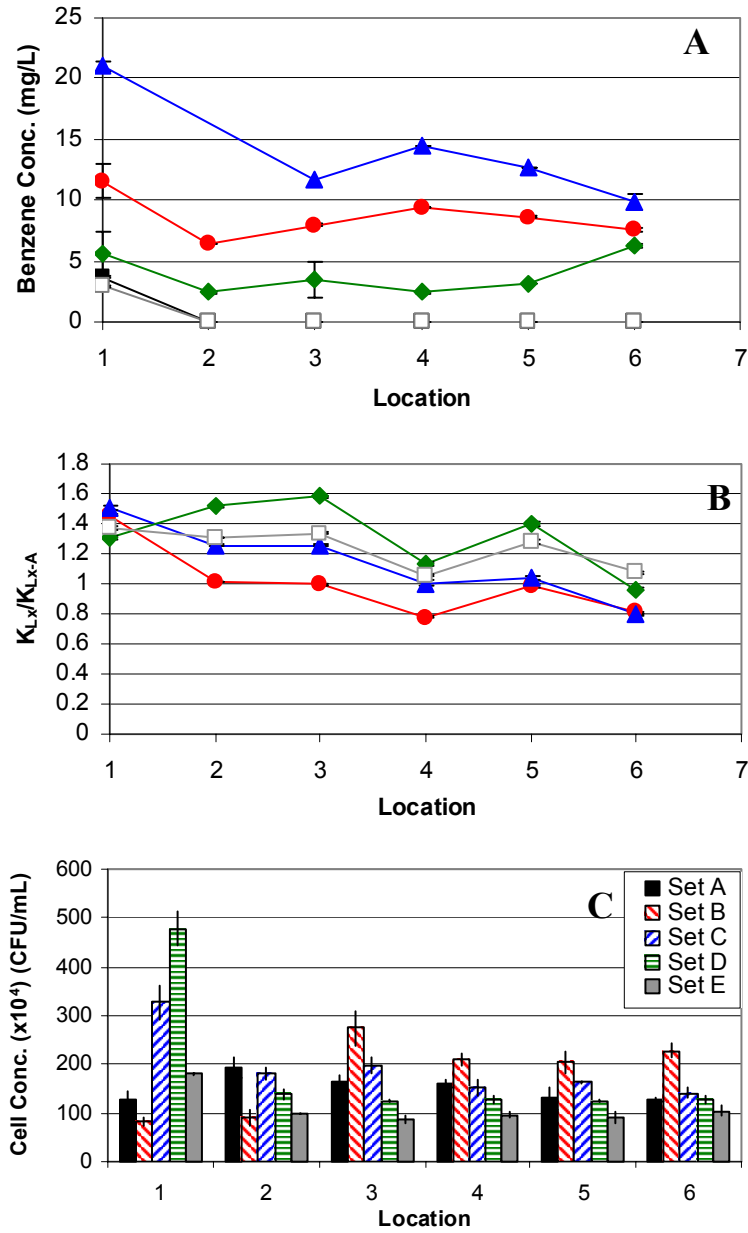 A
Benzene Conc. (mg/L)
25
20
15
10
5
0
1 2 3 4 5 6 7
Location
B
K_Lx/K_Lx-A
1.8
1.6
1.4
1.2
1
0.8
0.6
0.4
0.2
0
1 2 3 4 5 6 7
Location
C
Cell Conc. (x10⁴) (CFU/mL)
600
500
400
300
200
100
0
Set A
Set B
Set C
Set D
Set E
1 2 3 4 5 6
Location